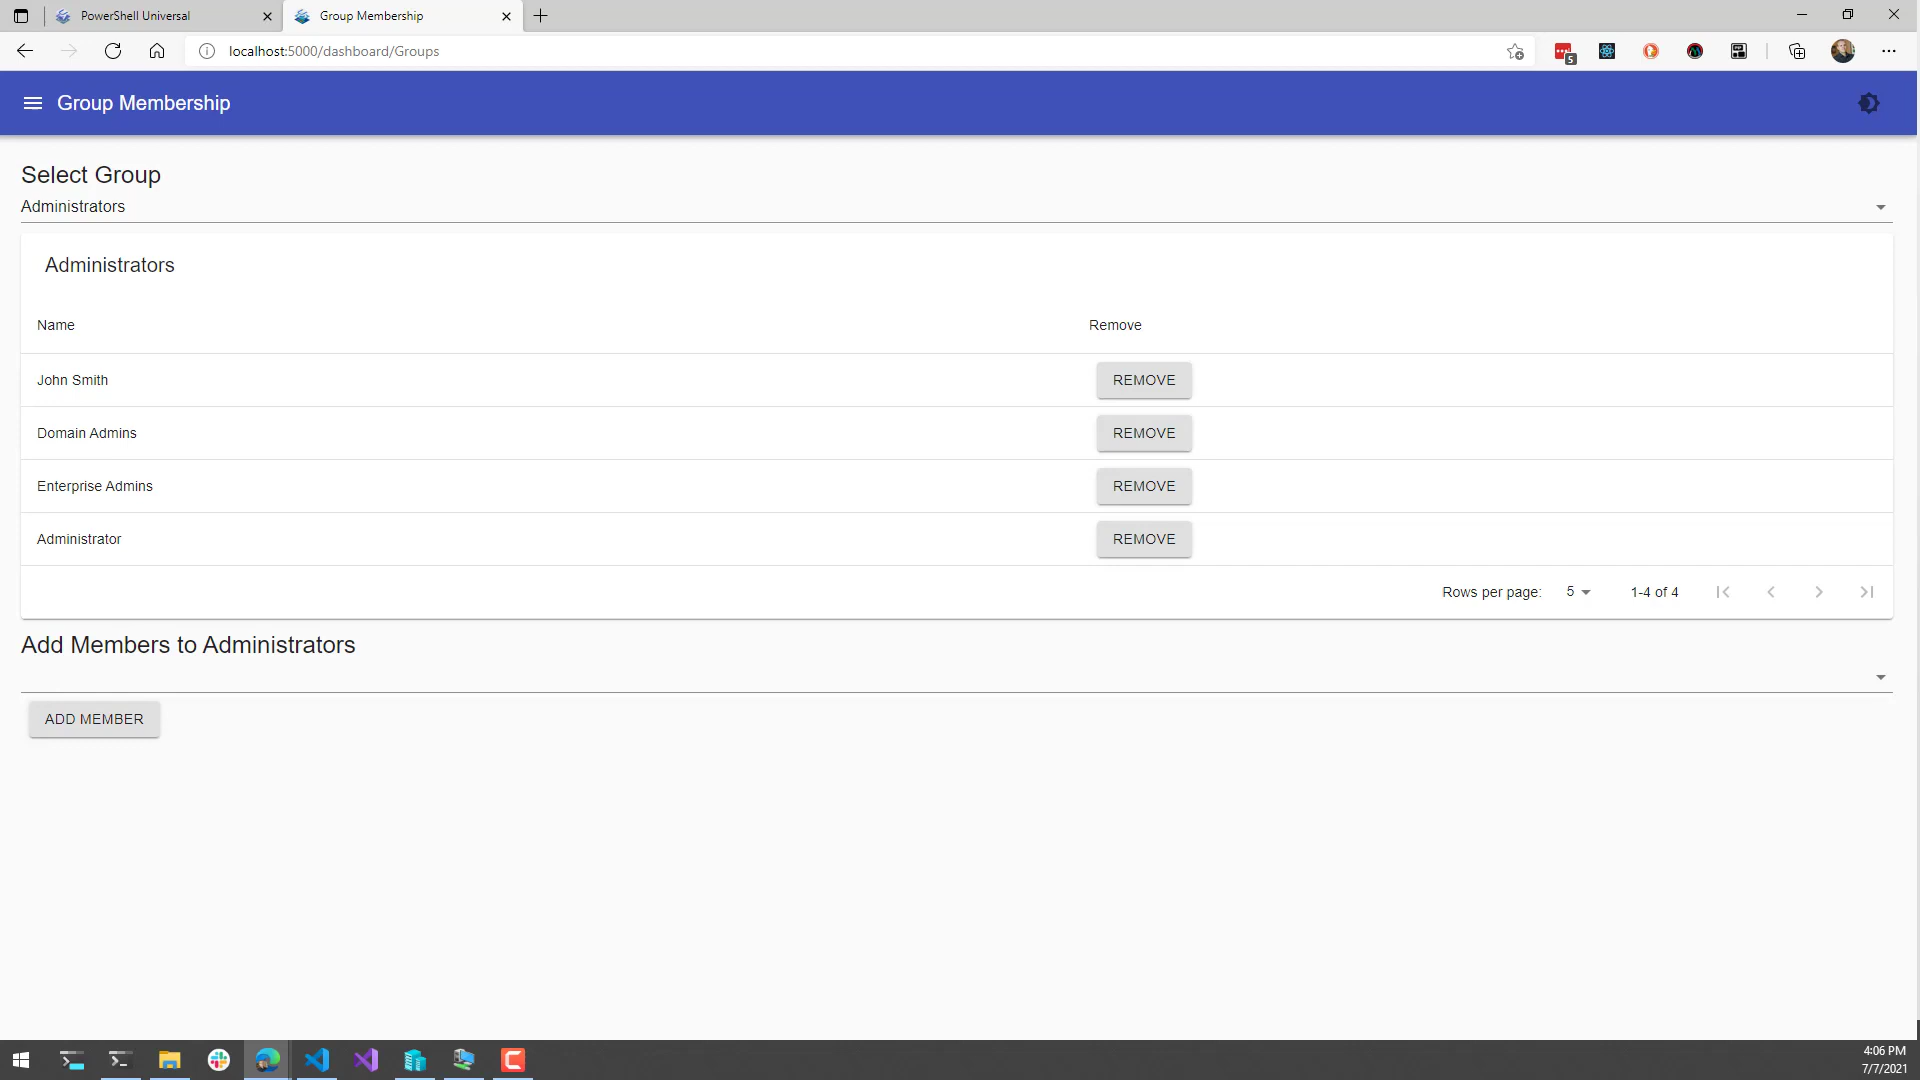 PowerShell Universal
Group Membership
localhost:5000/dashboard/Groups
5
Group Membership
Select Group
Administrators
Administrators
Name Remove
John Smith REMOVE
Domain Admins REMOVE
Enterprise Admins REMOVE
Administrator REMOVE
Rows per page: 5 1-4 of 4
Add Members to Administrators
ADD MEMBER
4:06 PM
7/7/2021